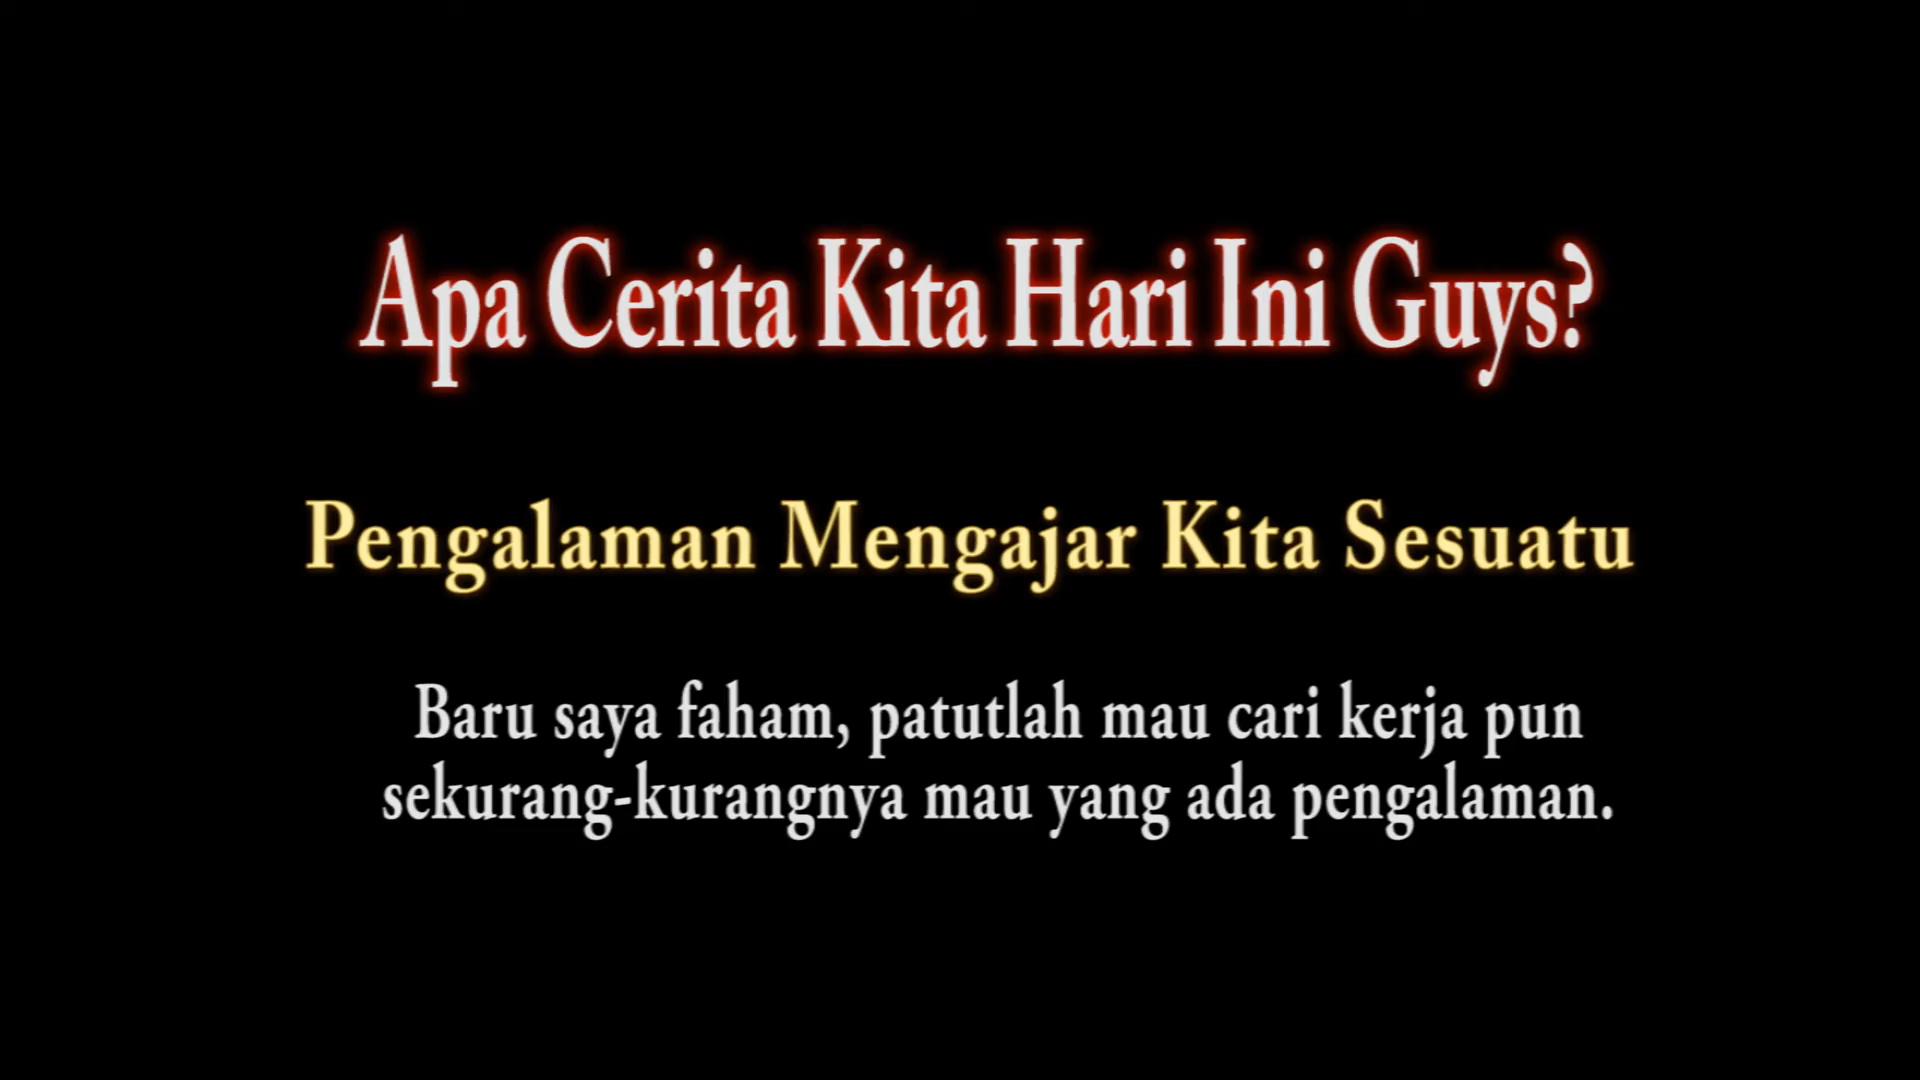 Apa Cerita Kita Hari Ini Guys?
Pengalaman Mengajar Kita Sesuatu
Baru saya faham, patutlah mau cari kerja pun
sekurang-kurangnya mau yang ada pengalaman.